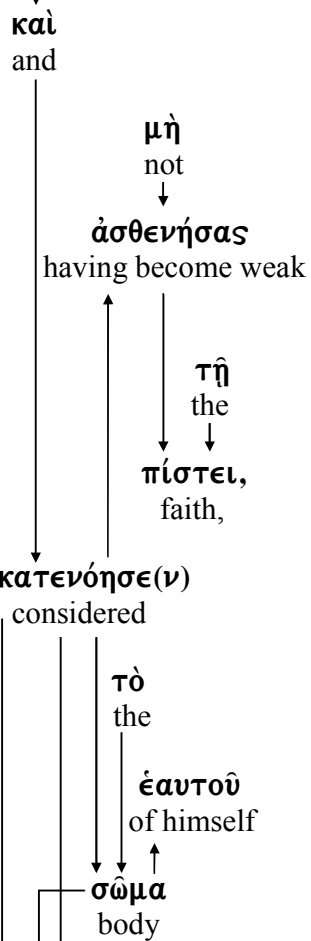 καὶ
and
μὴ
not
ἀσθενήσας
having become weak
τῇ
the
πίστει,
faith,
κατενόησε(ν)
considered
τὸ
the
ἑαυτοῦ
of himself
σῶμα
body